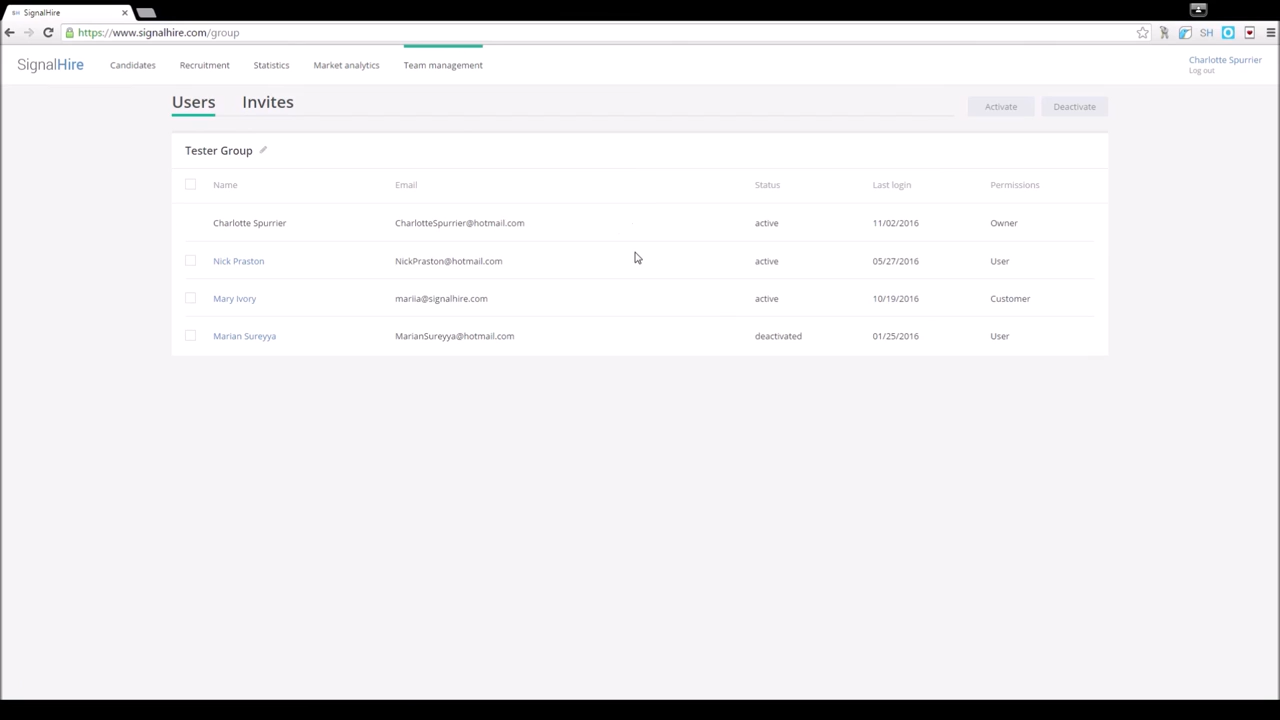 SH SignalHire ×
https://www.signalhire.com/group SH
SignalHire Candidates Recruitment Statistics Market analytics Team management Charlotte Spurrier
Log out
Users Invites Activate Deactivate
Tester Group
Name Email Status Last login Permissions
Charlotte Spurrier CharlotteSpurrier@hotmail.com active 11/02/2016 Owner
Nick Praston NickPraston@hotmail.com active 05/27/2016 User
Mary Ivory mariia@signalhire.com active 10/19/2016 Customer
Marian Sureyya MarianSureyya@hotmail.com deactivated 01/25/2016 User